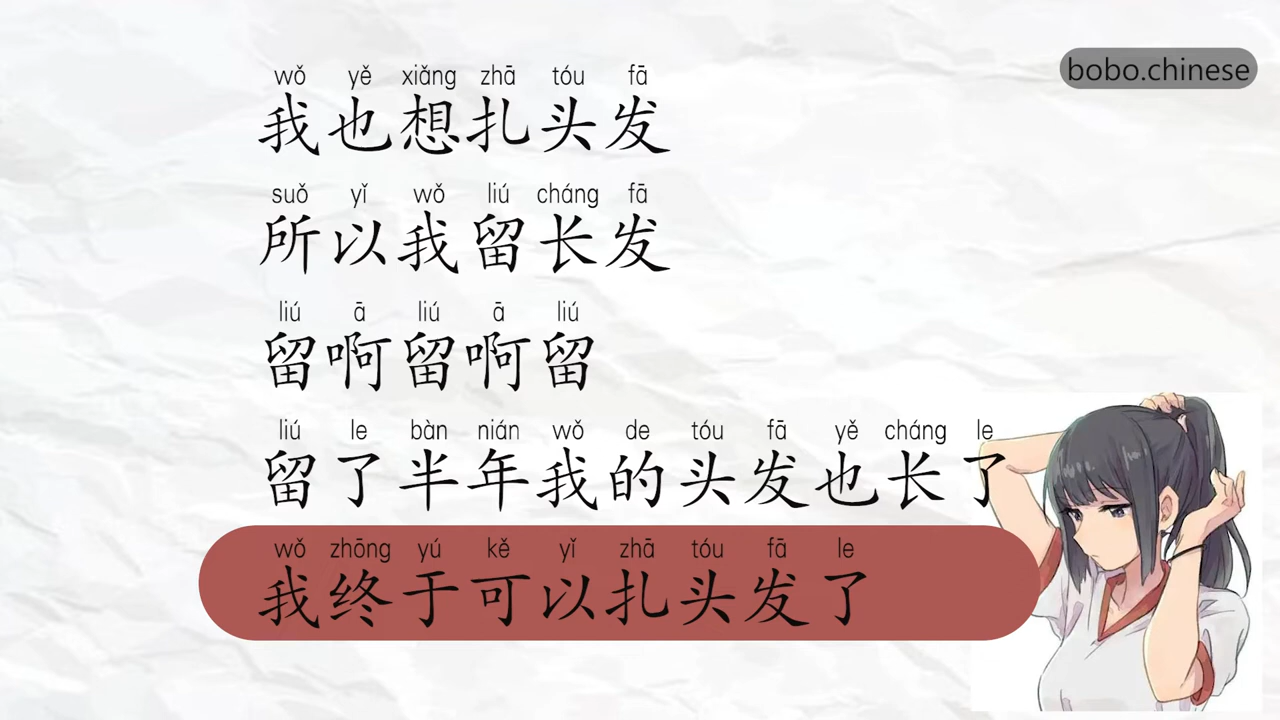 bobo.chinese
wǒ yě xiǎng zhā tóu fā
我也想扎头发
suǒ yǐ wǒ liú cháng fā
所以我留长发
liú ā liú ā liú
留啊留啊留
liú le bàn nián wǒ de tóu fā yě cháng le
留了半年我的头发也长了
wǒ zhōng yú kě yǐ zhā tóu fā le
我终于可以扎头发了